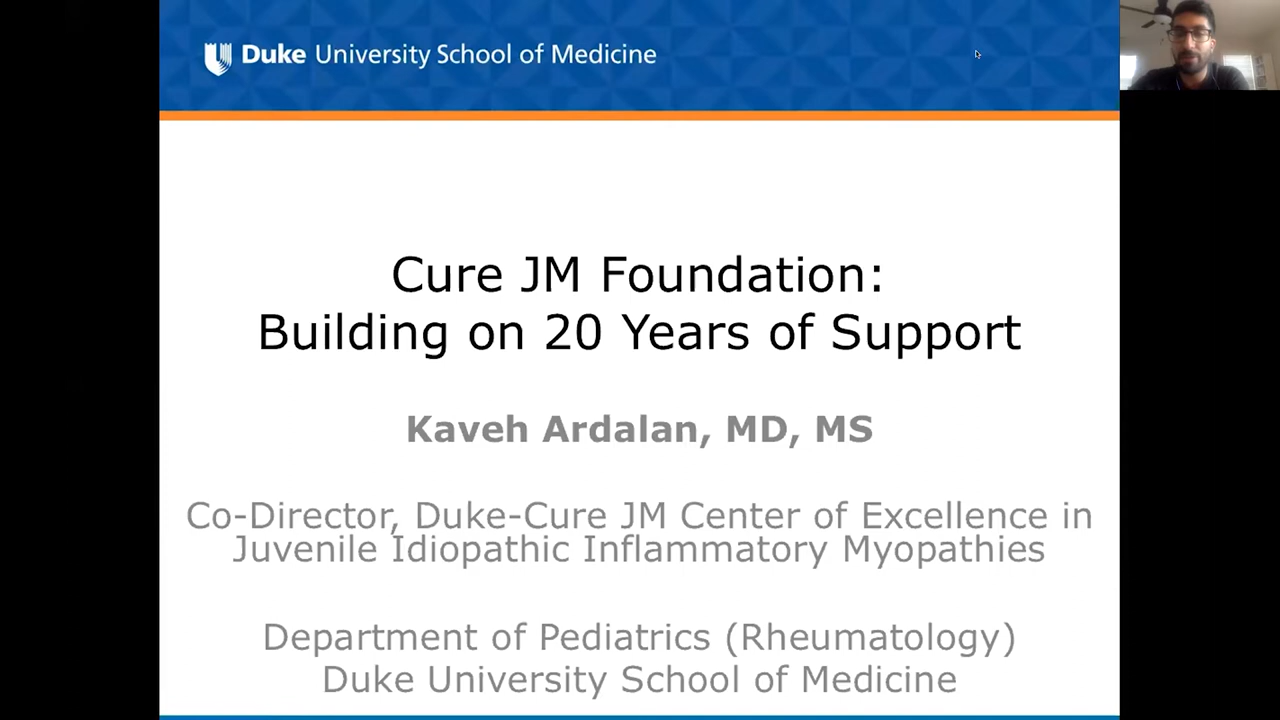 Duke University School of Medicine
Cure JM Foundation:
Building on 20 Years of Support
Kaveh Ardalan, MD, MS
Co-Director, Duke-Cure JM Center of Excellence in
Juvenile Idiopathic Inflammatory Myopathies
Department of Pediatrics (Rheumatology)
Duke University School of Medicine